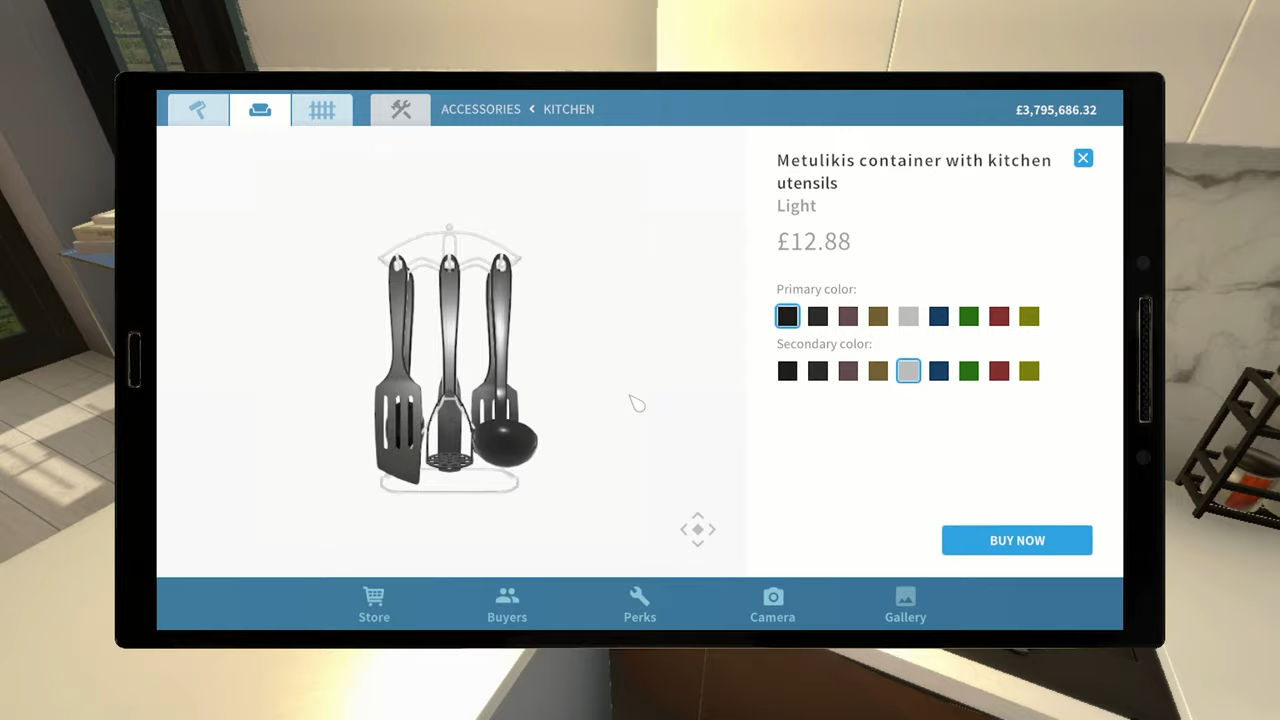 ACCESSORIES < KITCHEN
£3,795,686.32
Metulikis container with kitchen
utensils
Light
£12.88
Primary color:
Secondary color:
BUY NOW
Store
Buyers
Perks
Camera
Gallery